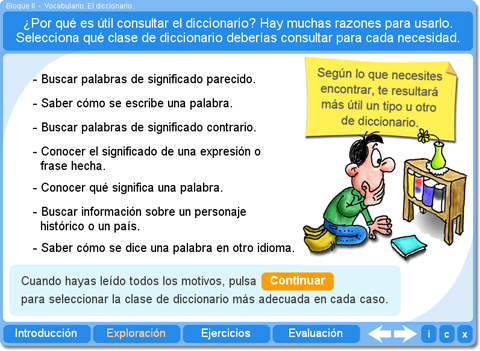 Bloque II - Vocabulario. El diccionario.
¿Por qué es útil consultar el diccionario? Hay muchas razones para usarlo.
Selecciona qué clase de diccionario deberías consultar para cada necesidad.
- Buscar palabras de significado parecido.
- Saber cómo se escribe una palabra.
- Buscar palabras de significado contrario.
- Conocer el significado de una expresión o
frase hecha.
- Conocer qué significa una palabra.
- Buscar información sobre un personaje
histórico o un país.
- Saber cómo se dice una palabra en otro idioma.
Según lo que necesites
encontrar, te resultará
más útil un tipo u otro
de diccionario.
Cuando hayas leído todos los motivos, pulsa Continuar
para seleccionar la clase de diccionario más adecuada en cada caso.
Introducción Exploración Ejercicios Evaluación i c x